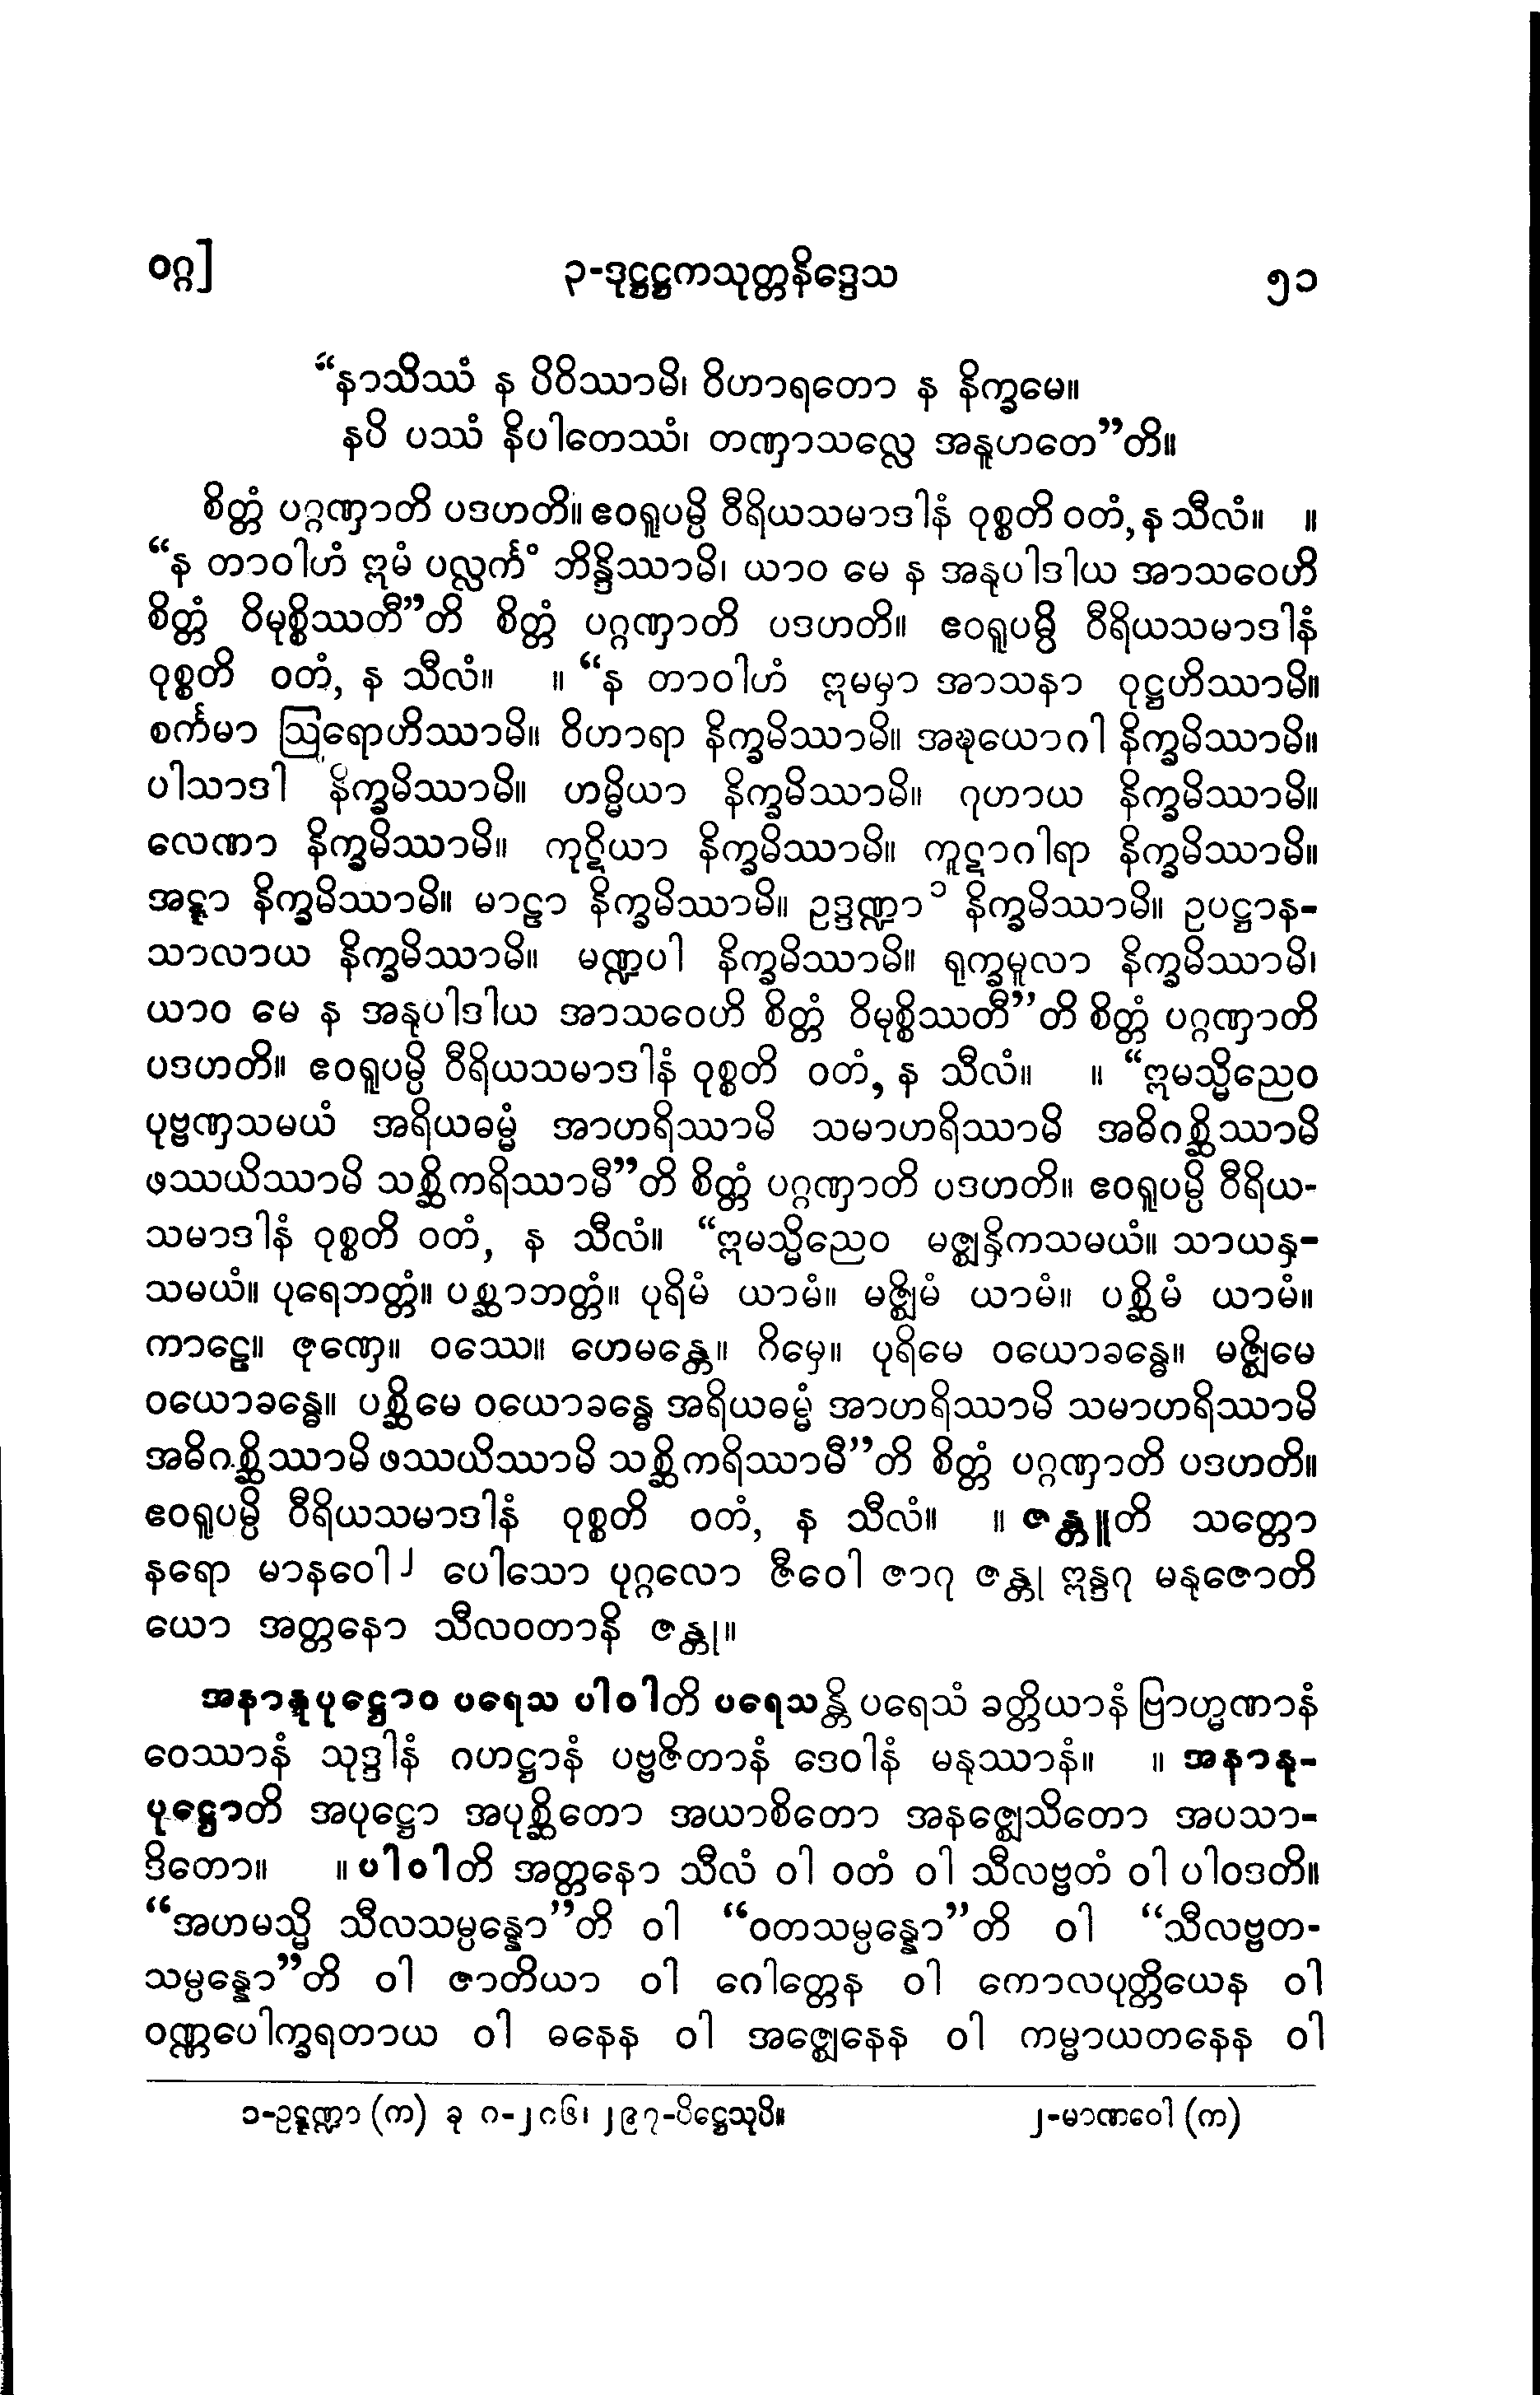 ဝဂ္ဂ] ၃-ဒုဋ္ဌဋ္ဌကသုတ္တနိဒ္ဒေသ ၅၁
“နာသိဿံ န ပိဝိဿာမိ၊ ဝိဟာရတော န နိက္ခမေ။
နပိ ပဿံ နိပါတေဿံ၊ တဏှာသလ္လေ အနူဟတေ”တိ။
စိတ္တံ ပဂ္ဂဏှာတိ ပဒဟတိ။ ဧဝရူပမ္ပိ ဝီရိယသမာဒါနံ ဝုစ္စတိ ဝတံ, န သီလံ။ ။
“န တာဝါဟံ ဣမံ ပလ္လင်္ကံ ဘိန္ဒိဿာမိ၊ ယာဝ မေ န အနုပါဒါယ အာသဝေဟိ
စိတ္တံ ဝိမုစ္စိဿတီ”တိ စိတ္တံ ပဂ္ဂဏှာတိ ပဒဟတိ။ ဧဝရူပမ္ပိ ဝီရိယသမာဒါနံ
ဝုစ္စတိ ဝတံ, န သီလံ။ ။ “န တာဝါဟံ ဣမမှာ အာသနာ ဝုဋ္ဌဟိဿာမိ။
စင်္ကမာ ဩရောဟိဿာမိ။ ဝိဟာရာ နိက္ခမိဿာမိ။ အဍ္ဎယောဂါ နိက္ခမိဿာမိ။
ပါသာဒါ နိက္ခမိဿာမိ။ ဟမ္မိယာ နိက္ခမိဿာမိ။ ဂုဟာယ နိက္ခမိဿာမိ။
လေဏာ နိက္ခမိဿာမိ။ ကုဋိယာ နိက္ခမိဿာမိ။ ကူဋာဂါရာ နိက္ခမိဿာမိ။
အဋ္ဋာ နိက္ခမိဿာမိ။ မာဠာ နိက္ခမိဿာမိ။ ဥဒ္ဒဏ္ဍာ ၁ နိက္ခမိဿာမိ။ ဥပဋ္ဌာန-
သာလာယ နိက္ခမိဿာမိ။ မဏ္ဍပါ နိက္ခမိဿာမိ။ ရုက္ခမူလာ နိက္ခမိဿာမိ၊
ယာဝ မေ န အနုပါဒါယ အာသဝေဟိ စိတ္တံ ဝိမုစ္စိဿတီ”တိ စိတ္တံ ပဂ္ဂဏှာတိ
ပဒဟတိ။ ဧဝရူပမ္ပိ ဝီရိယသမာဒါနံ ဝုစ္စတိ ဝတံ, န သီလံ။ ။ “ဣမသ္မိညေဝ
ပုဗ္ဗဏှသမယံ အရိယဓမ္မံ အာဟရိဿာမိ သမာဟရိဿာမိ အဓိဂစ္ဆိဿာမိ
ဖဿယိဿာမိ သစ္ဆိကရိဿာမီ”တိ စိတ္တံ ပဂ္ဂဏှာတိ ပဒဟတိ။ ဧဝရူပမ္ပိ ဝီရိယ-
သမာဒါနံ ဝုစ္စတိ ဝတံ, န သီလံ။ “ဣမသ္မိညေဝ မဇ္ဈနှိကသမယံ။ သာယနှ-
သမယံ။ ပုရေဘတ္တံ။ ပစ္ဆာဘတ္တံ။ ပုရိမံ ယာမံ။ မဇ္ဈိမံ ယာမံ။ ပစ္ဆိမံ ယာမံ။
ကာဠေ။ ဇုဏှေ။ ဝဿေ။ ဟေမန္တေ။ ဂိမှေ။ ပုရိမေ ဝယောခန္ဓေ။ မဇ္ဈိမေ
ဝယောခန္ဓေ။ ပစ္ဆိမေ ဝယောခန္ဓေ အရိယဓမ္မံ အာဟရိဿာမိ သမာဟရိဿာမိ
အဓိဂစ္ဆိဿာမိ ဖဿယိဿာမိ သစ္ဆိကရိဿာမီ”တိ စိတ္တံ ပဂ္ဂဏှာတိ ပဒဟတိ။
ဧဝရူပမ္ပိ ဝီရိယသမာဒါနံ ဝုစ္စတိ ဝတံ, န သီလံ။ ။ ဇန္တူတိ သတ္တော
နရော မာနဝေါ ၂ ပေါသော ပုဂ္ဂလော ဇီဝေါ ဇာဂု ဇန္တု ဣန္ဒဂု မနုဇောတိ
ယော အတ္တနော သီလဝတာနိ ဇန္တု။
အနာနုပုဋ္ဌောဝ ပရေသ ပါဝါတိ ပရေသန္တိ ပရေသံ ခတ္တိယာနံ ဗြာဟ္မဏာနံ
ဝေဿာနံ သုဒ္ဒါနံ ဂဟဋ္ဌာနံ ပဗ္ဗဇိတာနံ ဒေဝါနံ မနုဿာနံ။ ။ အနာနု-
ပုဋ္ဌောတိ အပုဋ္ဌော အပုစ္ဆိတော အယာစိတော အနဇ္ဈေသိတော အပသာ-
ဒိတော။ ။ ပါဝါတိ အတ္တနော သီလံ ဝါ ဝတံ ဝါ သီလဗ္ဗတံ ဝါ ပါဝဒတိ။
“အဟမသ္မိ သီလသမ္ပန္နော”တိ ဝါ “ဝတသမ္ပန္နော”တိ ဝါ “သီလဗ္ဗတ-
သမ္ပန္နော”တိ ဝါ ဇာတိယာ ဝါ ဂေါတ္တေန ဝါ ကောလပုတ္တိယေန ဝါ
ဝဏ္ဏပေါက္ခရတာယ ဝါ ဓနေန ဝါ အဇ္ဈေနေန ဝါ ကမ္မာယတနေန ဝါ
၁-ဥဋ္ဋဏ္ဍာ (က) ခု ဂ-၂၈၆၊ ၂၉၇-ပိဋ္ဌေသုပိ။ ၂-မာဏဝေါ (က)